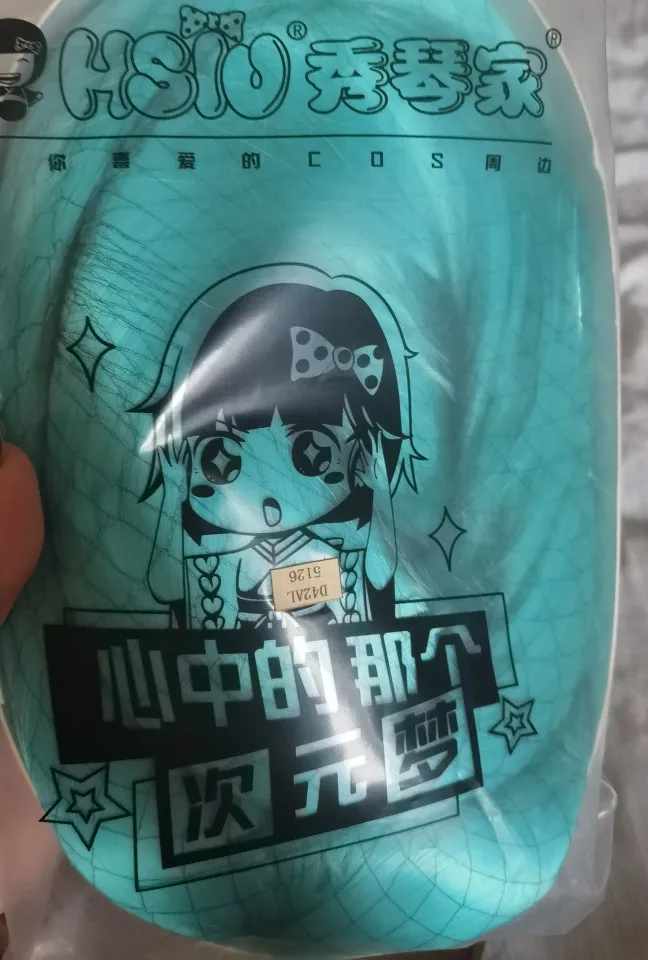 HSIU® 秀琴家®
你喜爱的COS周边
D42AL
5126
心中的那个
次元梦